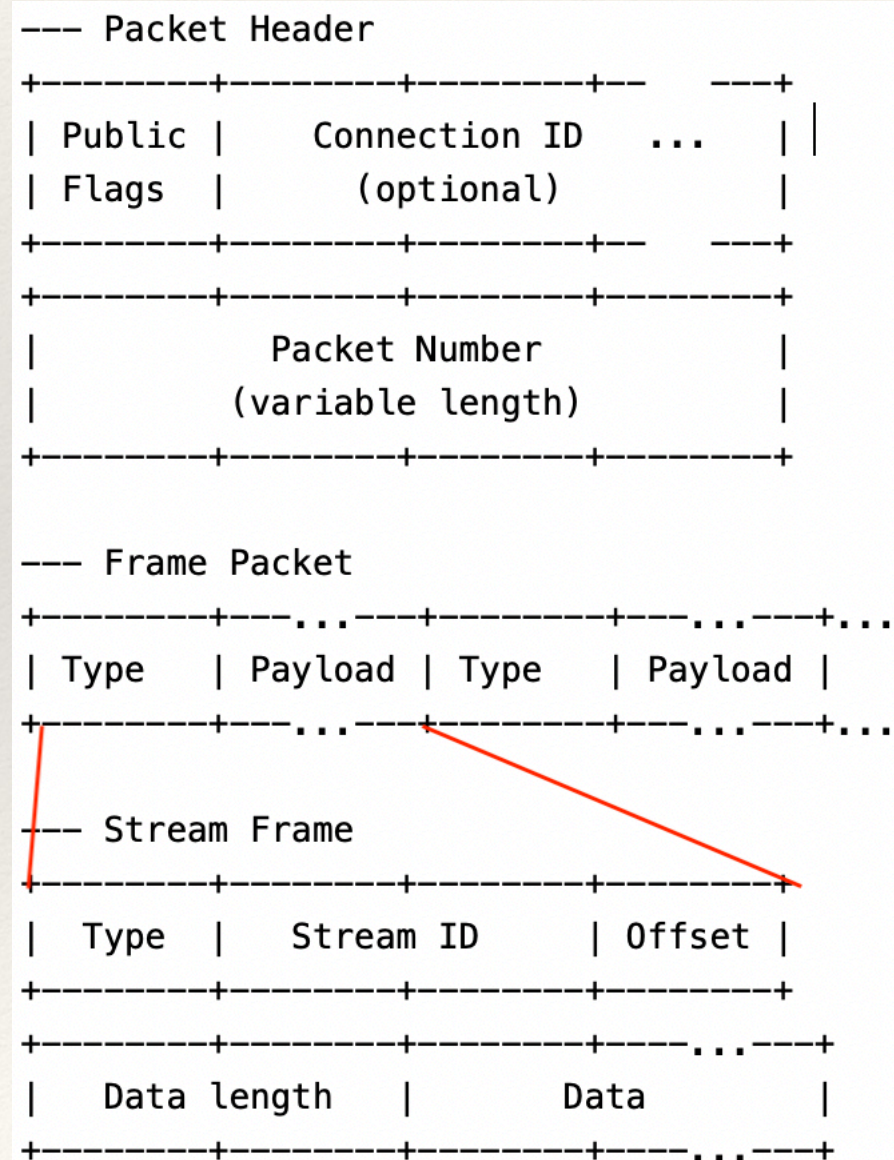 --- Packet Header
+--------+--------+--------+--   ---+
| Public |    Connection ID   ...   |
| Flags  |      (optional)          |
+--------+--------+--------+--   ---+
+--------+--------+--------+--------+
|           Packet Number           |
|         (variable length)         |
+--------+--------+--------+--------+
--- Frame Packet
+--------+---...---+--------+---...---+...
| Type   | Payload | Type   | Payload |
+--------+---...---+--------+---...---+...
--- Stream Frame
+--------+--------+--------+--------+
|  Type  |   Stream ID     | Offset |
+--------+--------+--------+--------+
+--------+--------+--------+----...---+
|   Data length   |       Data        |
+--------+--------+--------+----...---+